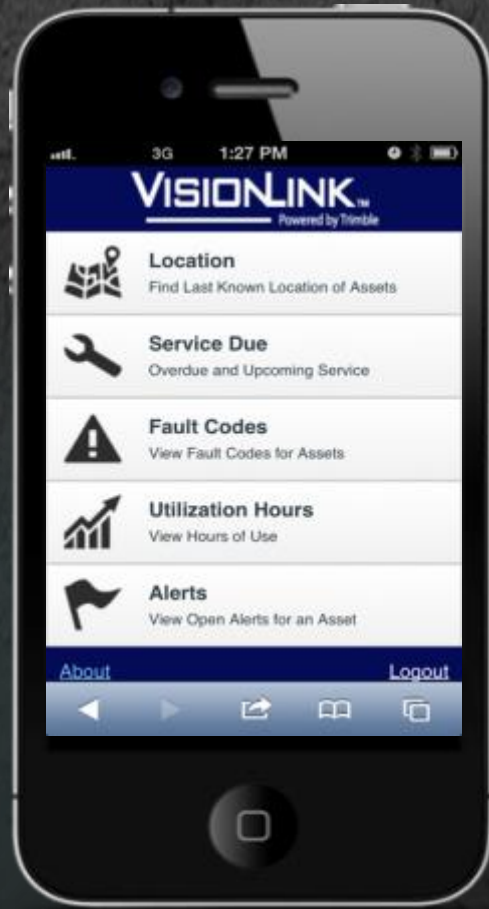 3G 1:27 PM
VISIONLINK™
Powered by Trimble
Location
Find Last Known Location of Assets
Service Due
Overdue and Upcoming Service
Fault Codes
View Fault Codes for Assets
Utilization Hours
View Hours of Use
Alerts
View Open Alerts for an Asset
About Logout